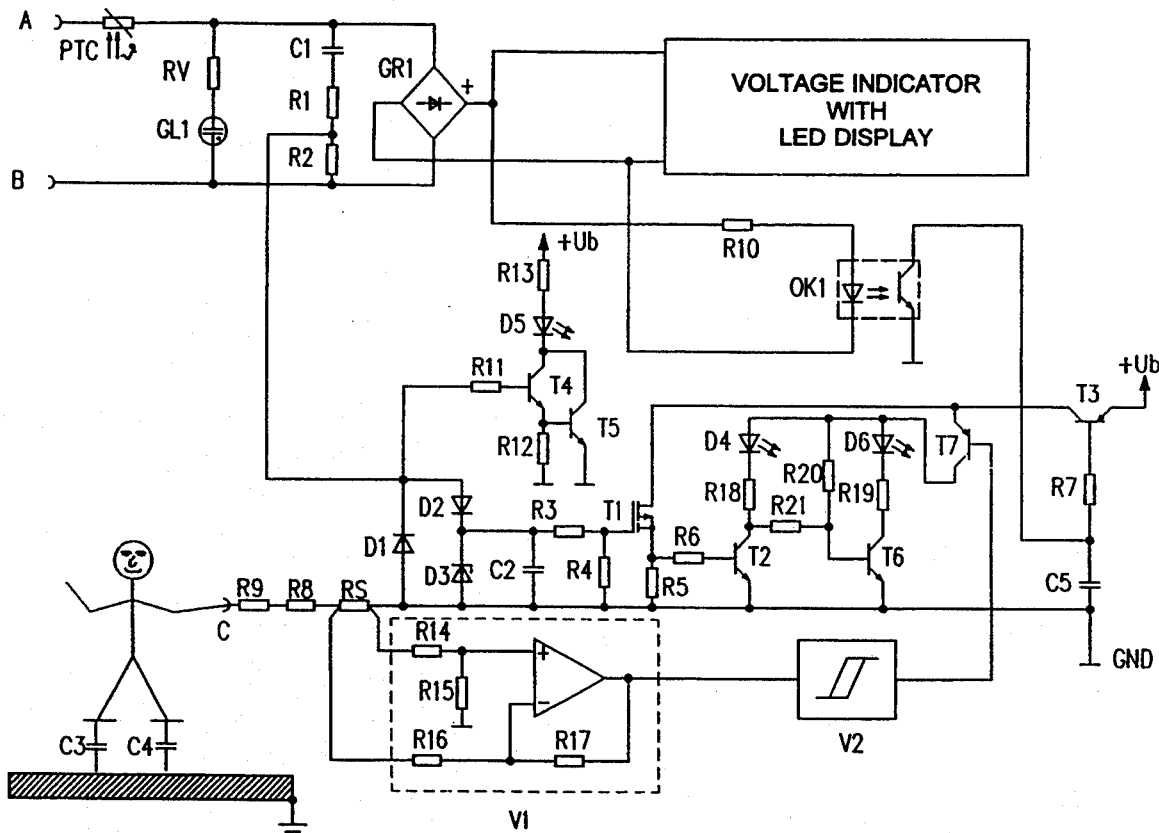 A
PTC
ϑ
RV
C1
GR1
+
VOLTAGE INDICATOR
WITH
LED DISPLAY
R1
GL1
R2
B
+Ub
R10
R13
OK1
D5
+Ub
R11
T4
T3
T5
D4
D6
T7
R12
R20
R7
D2
R3
T1
R18
R21
R19
R6
D1
T2
T6
D3
C2
R4
R5
C5
R9
R8
RS
C
R14
GND
+
R15
−
C3
C4
R16
R17
V2
V1